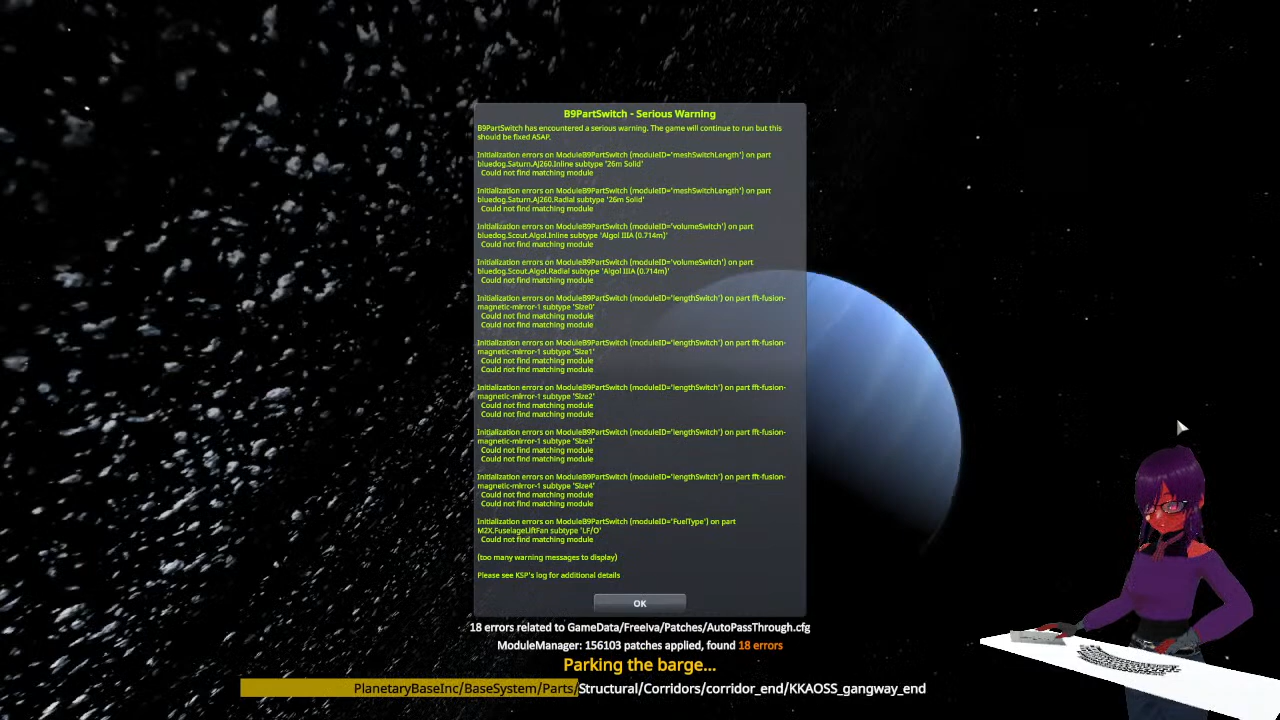 B9PartSwitch - Serious Warning
B9PartSwitch has encountered a serious warning. The game will continue to run but this
should be fixed ASAP.
Initialization errors on ModuleB9PartSwitch (moduleID='meshSwitchLength') on part
bluedog.Saturn.AJ260.Inline subtype '26m Solid'
Could not find matching module
Initialization errors on ModuleB9PartSwitch (moduleID='meshSwitchLength') on part
bluedog.Saturn.AJ260.Radial subtype '26m Solid'
Could not find matching module
Initialization errors on ModuleB9PartSwitch (moduleID='volumeSwitch') on part
bluedog.Scout.Algol.Inline subtype 'Algol IIIA (0.714m)'
Could not find matching module
Initialization errors on ModuleB9PartSwitch (moduleID='volumeSwitch') on part
bluedog.Scout.Algol.Radial subtype 'Algol IIIA (0.714m)'
Could not find matching module
Initialization errors on ModuleB9PartSwitch (moduleID='lengthSwitch') on part fft-fusion-
magnetic-mirror-1 subtype 'Size0'
Could not find matching module
Could not find matching module
Initialization errors on ModuleB9PartSwitch (moduleID='lengthSwitch') on part fft-fusion-
magnetic-mirror-1 subtype 'Size1'
Could not find matching module
Could not find matching module
Initialization errors on ModuleB9PartSwitch (moduleID='lengthSwitch') on part fft-fusion-
magnetic-mirror-1 subtype 'Size2'
Could not find matching module
Could not find matching module
Initialization errors on ModuleB9PartSwitch (moduleID='lengthSwitch') on part fft-fusion-
magnetic-mirror-1 subtype 'Size3'
Could not find matching module
Could not find matching module
Initialization errors on ModuleB9PartSwitch (moduleID='lengthSwitch') on part fft-fusion-
magnetic-mirror-1 subtype 'Size4'
Could not find matching module
Could not find matching module
Initialization errors on ModuleB9PartSwitch (moduleID='FuelType') on part
M2X.FuselageLiftFan subtype 'LF/O'
Could not find matching module
(too many warning messages to display)
Please see KSP's log for additional details
OK
18 errors related to GameData/FreeIva/Patches/AutoPassThrough.cfg
ModuleManager: 156103 patches applied, found 18 errors
Parking the barge...
PlanetaryBaseInc/BaseSystem/Parts/Structural/Corridors/corridor_end/KKAOSS_gangway_end